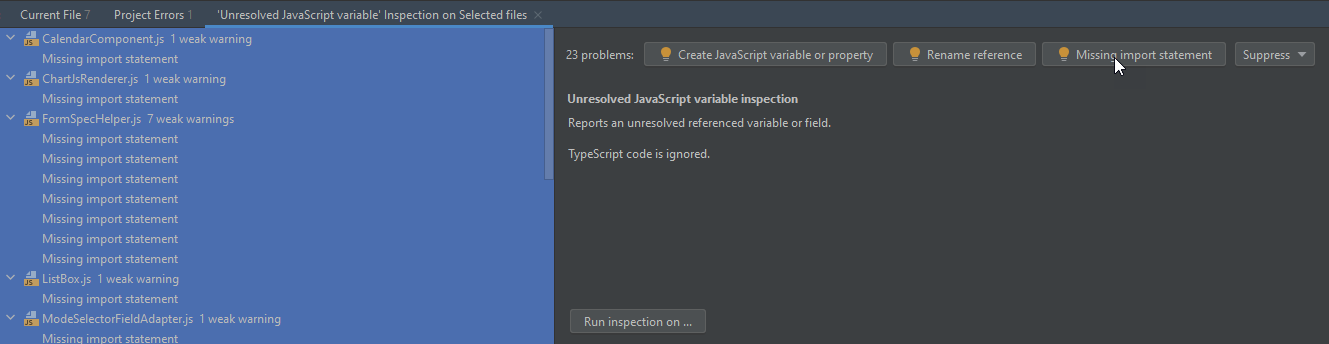 Current File 7 Project Errors 1 'Unresolved JavaScript variable' Inspection on Selected files
CalendarComponent.js 1 weak warning
Missing import statement
ChartJsRenderer.js 1 weak warning
Missing import statement
FormSpecHelper.js 7 weak warnings
Missing import statement
Missing import statement
Missing import statement
Missing import statement
Missing import statement
Missing import statement
Missing import statement
ListBox.js 1 weak warning
Missing import statement
ModeSelectorFieldAdapter.js 1 weak warning
Missing import statement
23 problems: Create JavaScript variable or property Rename reference Missing import statement Suppress
Unresolved JavaScript variable inspection
Reports an unresolved referenced variable or field.
TypeScript code is ignored.
Run inspection on ...